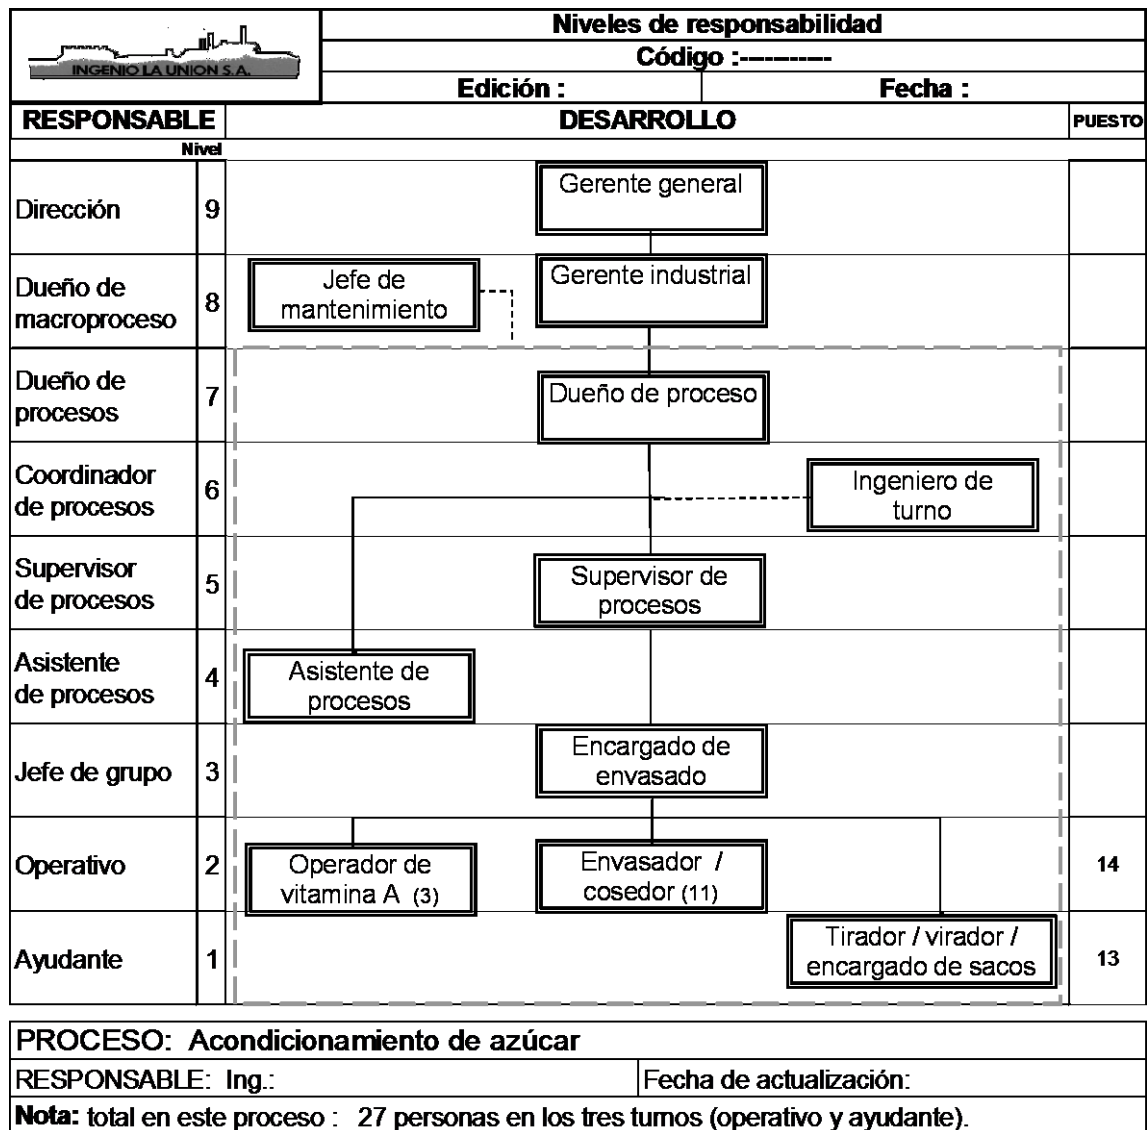 INGENIO LA UNION S.A.
Niveles de responsabilidad
Código :-----------
Edición :
Fecha :
RESPONSABLE
DESARROLLO
PUESTO
Nivel
Dirección
9
Gerente general
Dueño de
macroproceso
8
Jefe de
mantenimiento
Gerente industrial
Dueño de
procesos
7
Dueño de proceso
Coordinador
de procesos
6
Ingeniero de
turno
Supervisor
de procesos
5
Supervisor de
procesos
Asistente
de procesos
4
Asistente de
procesos
Jefe de grupo
3
Encargado de
envasado
Operativo
2
Operador de
vitamina A (3)
Envasador /
cosedor (11)
14
Ayudante
1
Tirador / virador /
encargado de sacos
13
PROCESO: Acondicionamiento de azúcar
RESPONSABLE: Ing.:
Fecha de actualización:
Nota: total en este proceso : 27 personas en los tres turnos (operativo y ayudante).